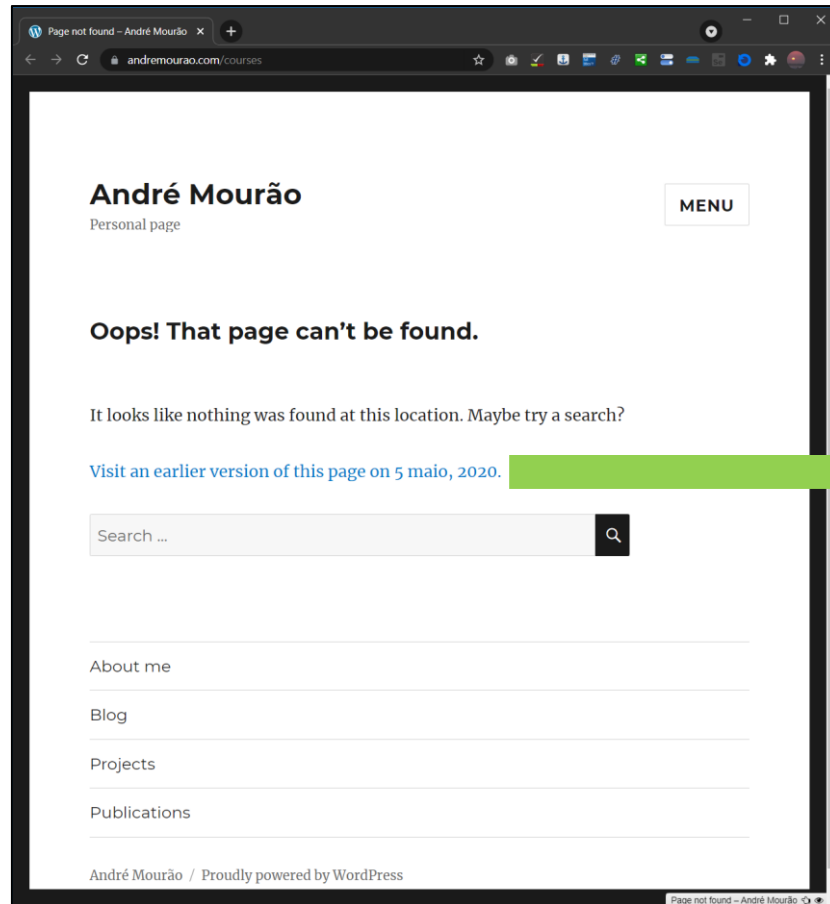 Page not found – André Mourão
andremourao.com/courses
André Mourão
Personal page
MENU
Oops! That page can’t be found.
It looks like nothing was found at this location. Maybe try a search?
Visit an earlier version of this page on 5 maio, 2020.
Search ...
About me
Blog
Projects
Publications
André Mourão / Proudly powered by WordPress
Page not found – André Mourão